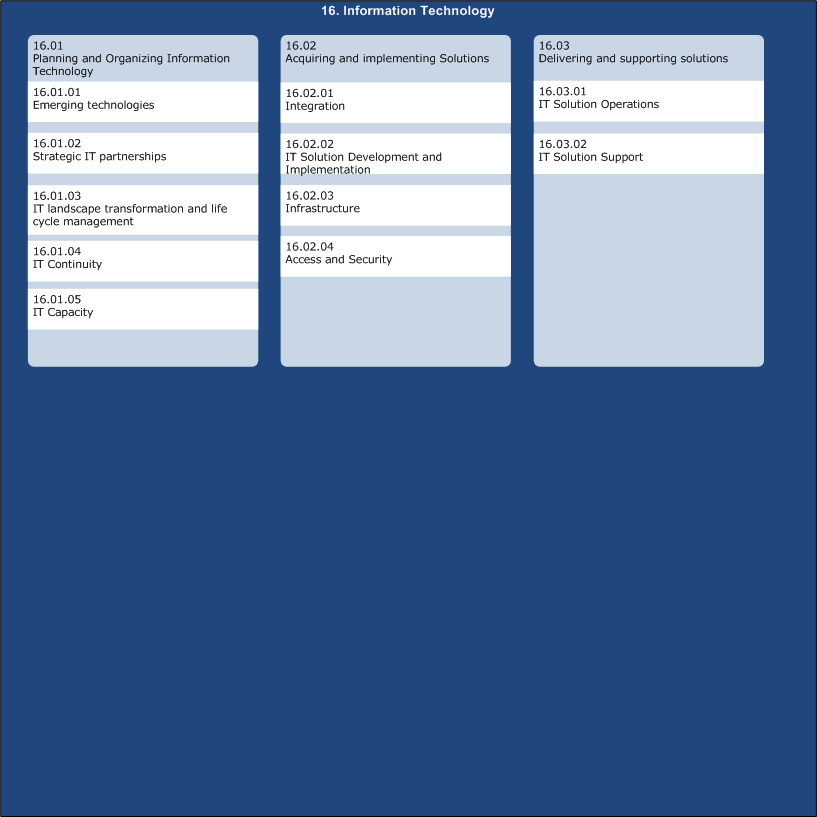 16. Information Technology
16.01
Planning and Organizing Information
Technology
16.01.01
Emerging technologies
16.01.02
Strategic IT partnerships
16.01.03
IT landscape transformation and life
cycle management
16.01.04
IT Continuity
16.01.05
IT Capacity
16.02
Acquiring and implementing Solutions
16.02.01
Integration
16.02.02
IT Solution Development and
Implementation
16.02.03
Infrastructure
16.02.04
Access and Security
16.03
Delivering and supporting solutions
16.03.01
IT Solution Operations
16.03.02
IT Solution Support